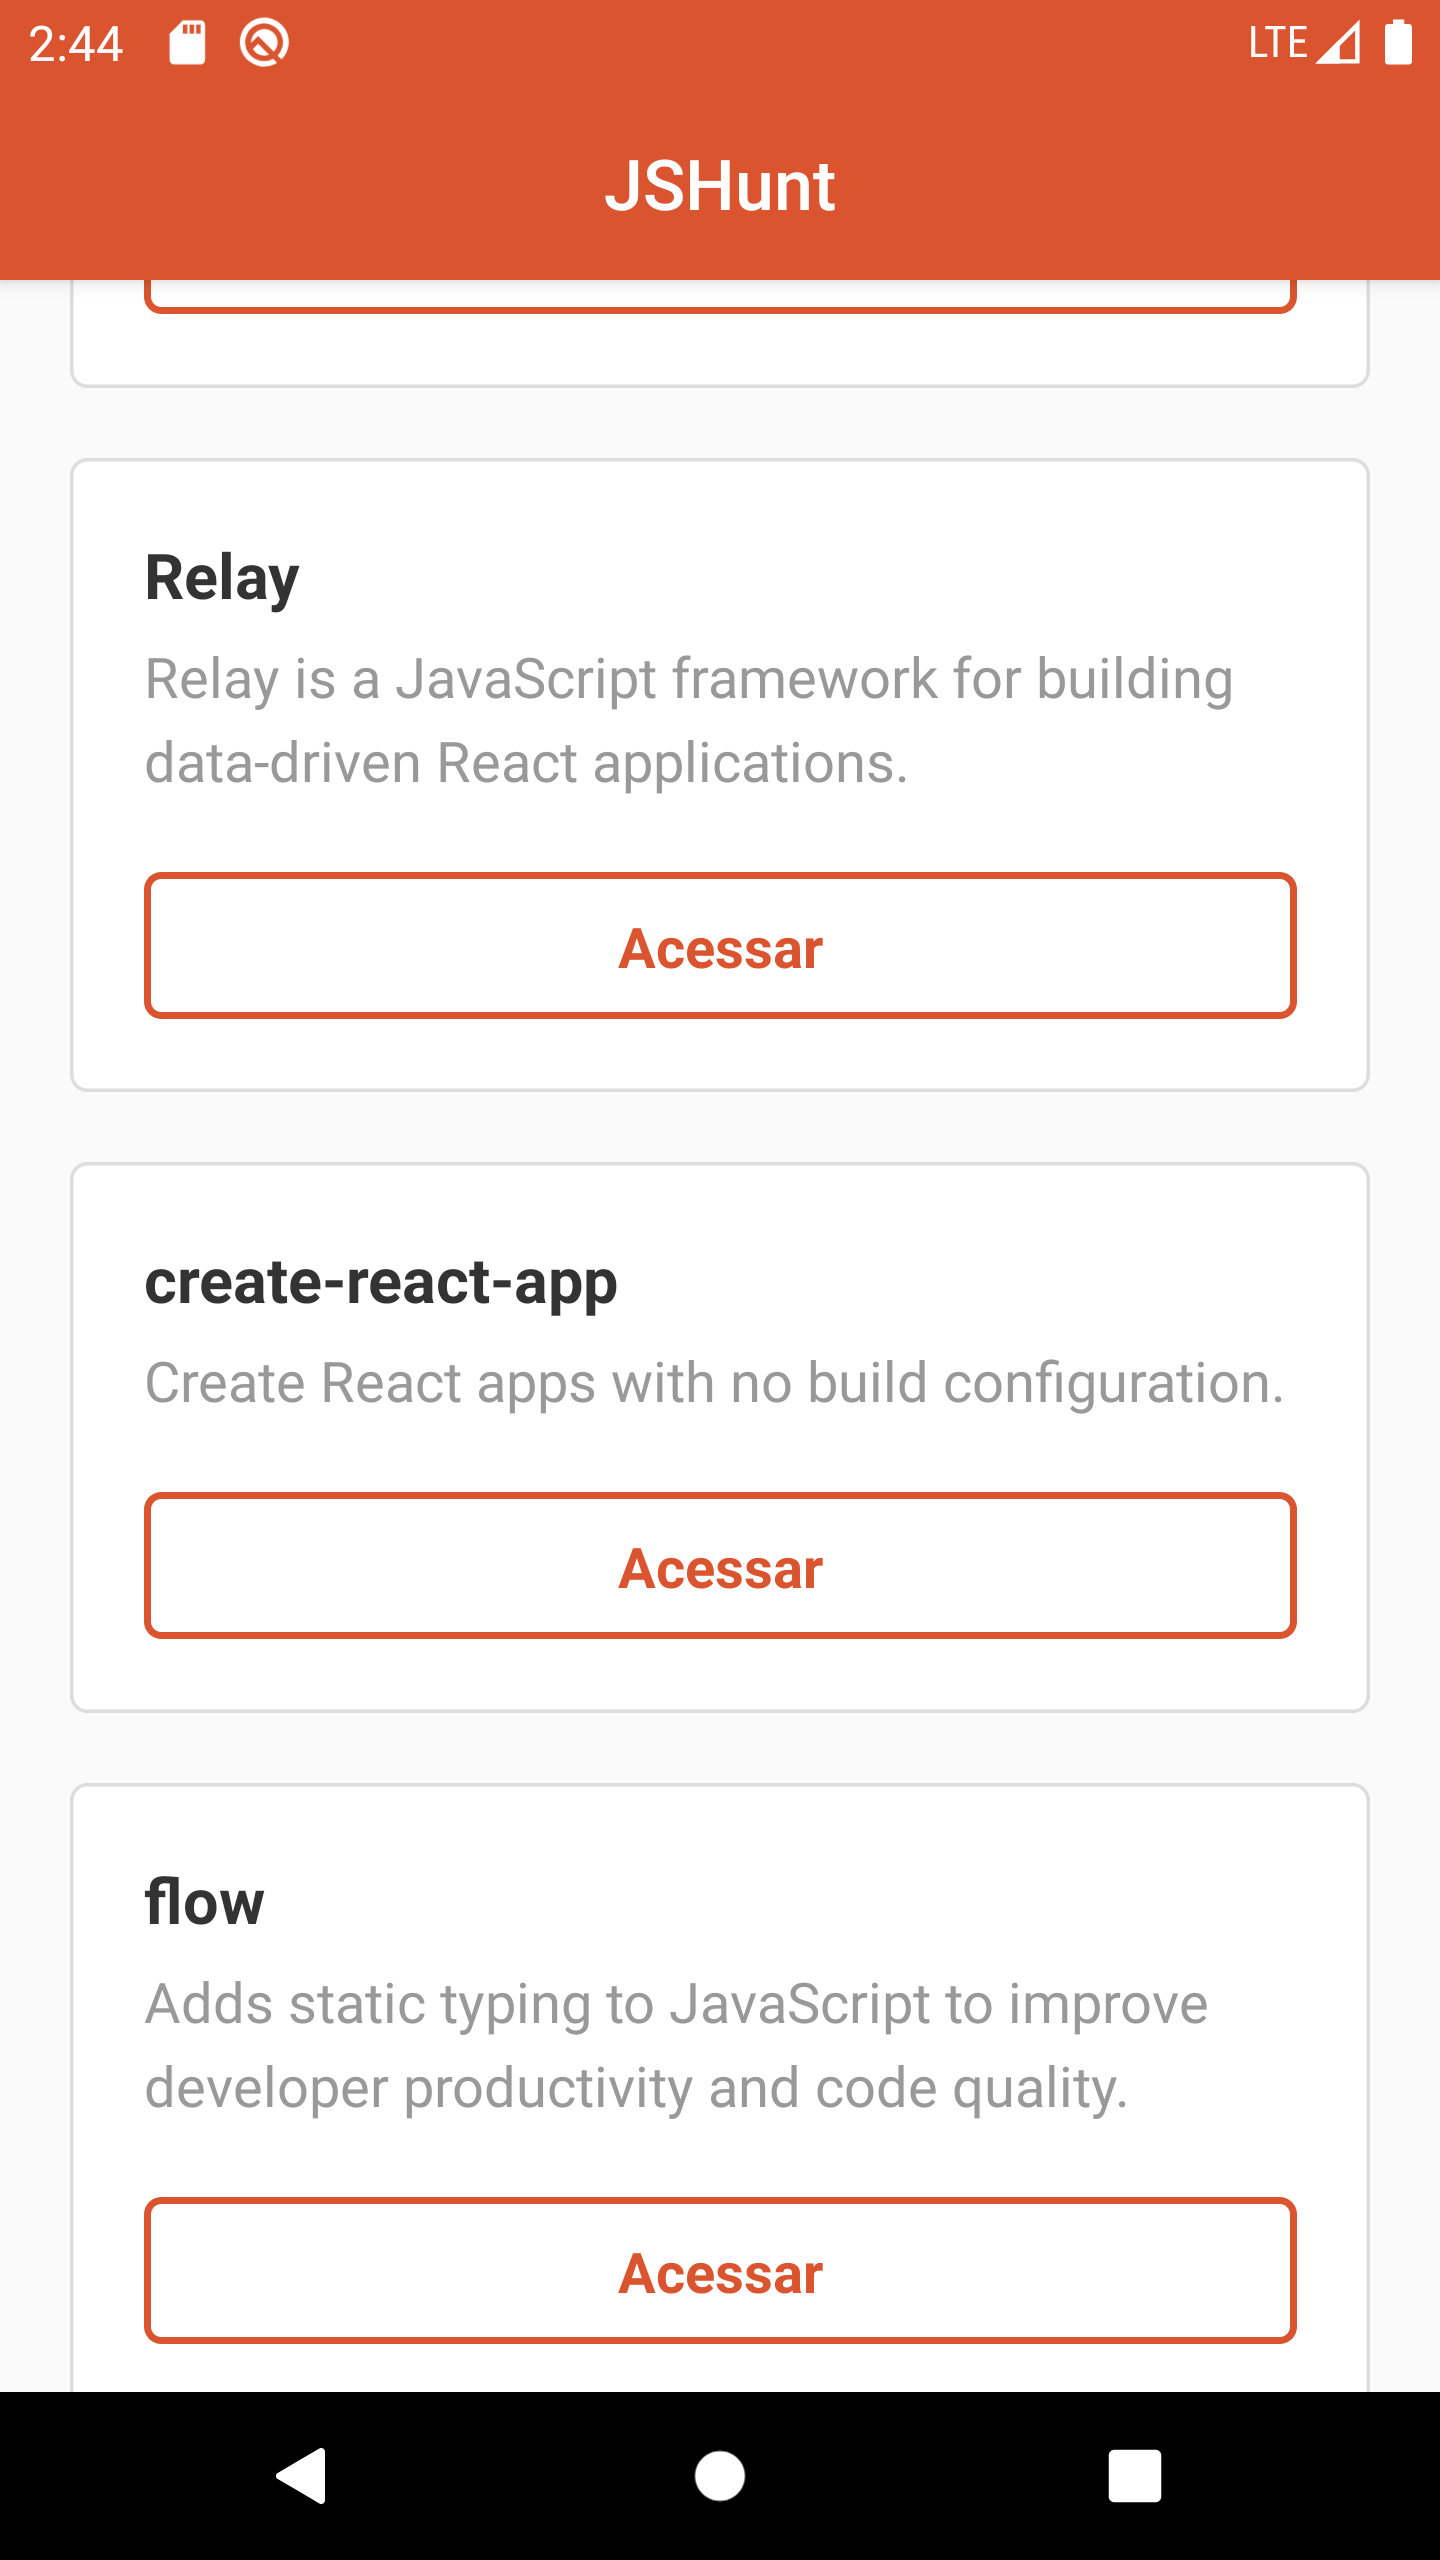 2:44
LTE
JSHunt
Relay
Relay is a JavaScript framework for building
data-driven React applications.
Acessar
create-react-app
Create React apps with no build configuration.
Acessar
flow
Adds static typing to JavaScript to improve
developer productivity and code quality.
Acessar